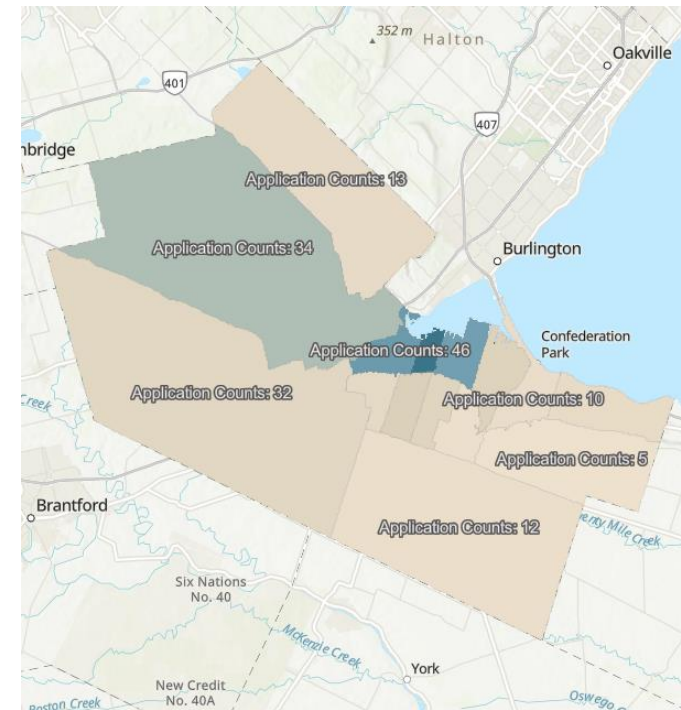 352 m
Halton
Oakville
401
407
nbridge
Application Counts: 13
Application Counts: 34
Burlington
Confederation
Park
Application Counts: 46
Application Counts: 32
Application Counts: 10
Creek
Application Counts: 5
Brantford
Application Counts: 12
enty Mile Creek
Six Nations
No. 40
McKenzie Creek
York
New Credit
No. 40A
Boston Creek
Oswego